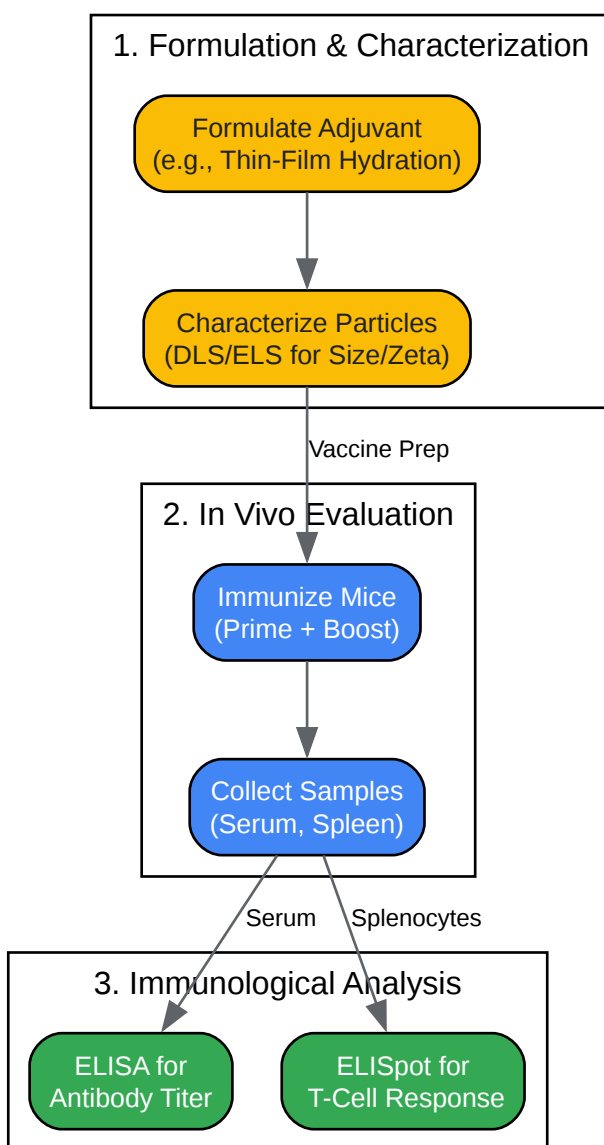 1. Formulation & Characterization
Formulate Adjuvant
(e.g., Thin-Film Hydration)
Characterize Particles
(DLS/ELS for Size/Zeta)
Vaccine Prep
2. In Vivo Evaluation
Immunize Mice
(Prime + Boost)
Collect Samples
(Serum, Spleen)
Serum
Splenocytes
3. Immunological Analysis
ELISA for
Antibody Titer
ELISpot for
T-Cell Response